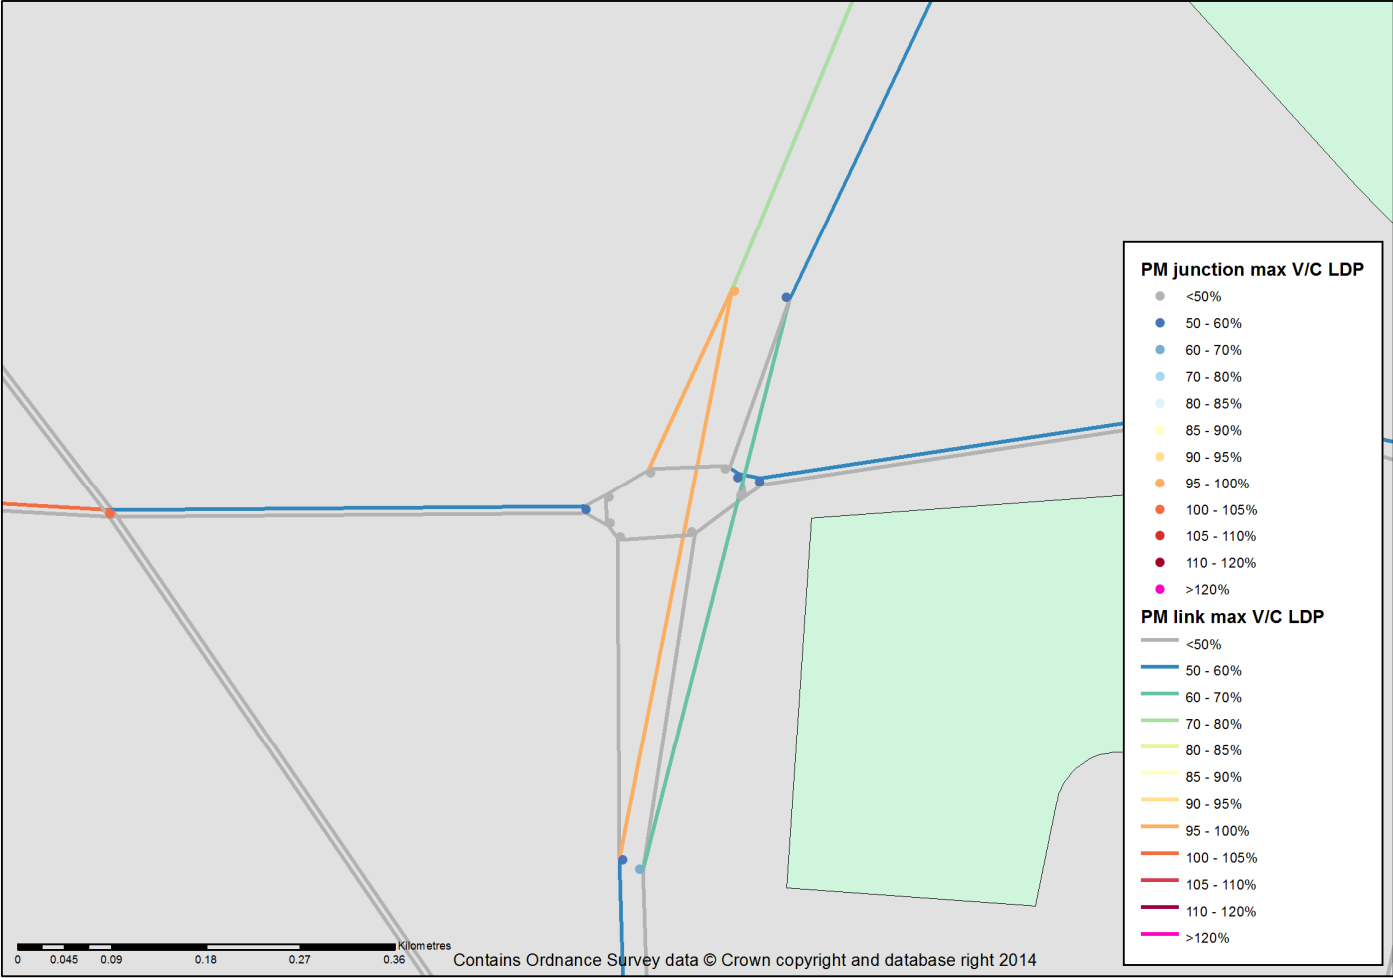 PM junction max V/C LDP
<50%
50 - 60%
60 - 70%
70 - 80%
80 - 85%
85 - 90%
90 - 95%
95 - 100%
100 - 105%
105 - 110%
110 - 120%
>120%
PM link max V/C LDP
<50%
50 - 60%
60 - 70%
70 - 80%
80 - 85%
85 - 90%
90 - 95%
95 - 100%
100 - 105%
105 - 110%
110 - 120%
>120%
Kilometres
0 0.045 0.09 0.18 0.27 0.36
Contains Ordnance Survey data © Crown copyright and database right 2014